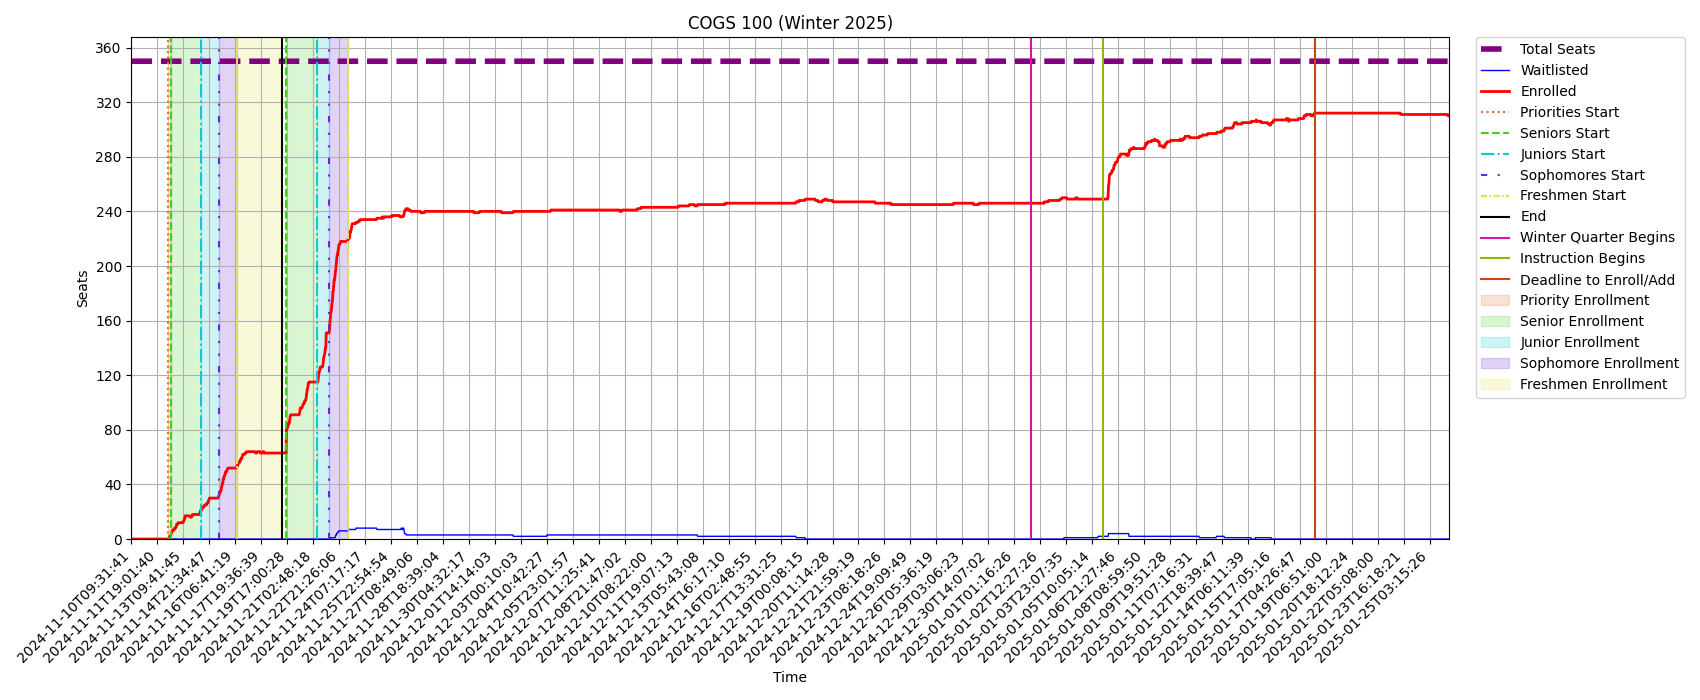 COGS 100 (Winter 2025)
360
320
280
240
200
160
120
80
40
0
Seats
2024-11-10T09:31:41
2024-11-11T19:01:40
2024-11-13T09:41:45
2024-11-14T21:34:47
2024-11-16T06:41:19
2024-11-17T19:36:39
2024-11-19T17:00:28
2024-11-21T02:48:18
2024-11-22T21:26:06
2024-11-24T07:17:17
2024-11-25T22:54:54
2024-11-27T08:49:06
2024-11-28T18:39:04
2024-11-30T04:32:17
2024-12-01T14:14:03
2024-12-03T00:10:03
2024-12-04T10:42:27
2024-12-05T23:01:57
2024-12-07T11:25:41
2024-12-08T21:47:02
2024-12-10T08:22:00
2024-12-11T19:07:13
2024-12-13T05:43:08
2024-12-14T16:17:10
2024-12-16T02:48:55
2024-12-17T13:31:25
2024-12-19T00:08:15
2024-12-20T11:14:28
2024-12-21T21:59:19
2024-12-23T08:18:26
2024-12-24T19:09:49
2024-12-26T05:36:19
2024-12-29T03:06:23
2024-12-30T14:07:02
2025-01-01T01:16:26
2025-01-02T12:27:26
2025-01-03T23:07:35
2025-01-05T10:05:14
2025-01-06T21:27:46
2025-01-08T08:59:50
2025-01-09T19:51:28
2025-01-11T07:16:31
2025-01-12T18:39:47
2025-01-14T06:11:39
2025-01-15T17:05:16
2025-01-17T04:26:47
2025-01-19T06:51:00
2025-01-20T18:12:24
2025-01-22T05:08:00
2025-01-23T16:18:21
2025-01-25T03:15:26
Time
Total Seats
Waitlisted
Enrolled
Priorities Start
Seniors Start
Juniors Start
Sophomores Start
Freshmen Start
End
Winter Quarter Begins
Instruction Begins
Deadline to Enroll/Add
Priority Enrollment
Senior Enrollment
Junior Enrollment
Sophomore Enrollment
Freshmen Enrollment